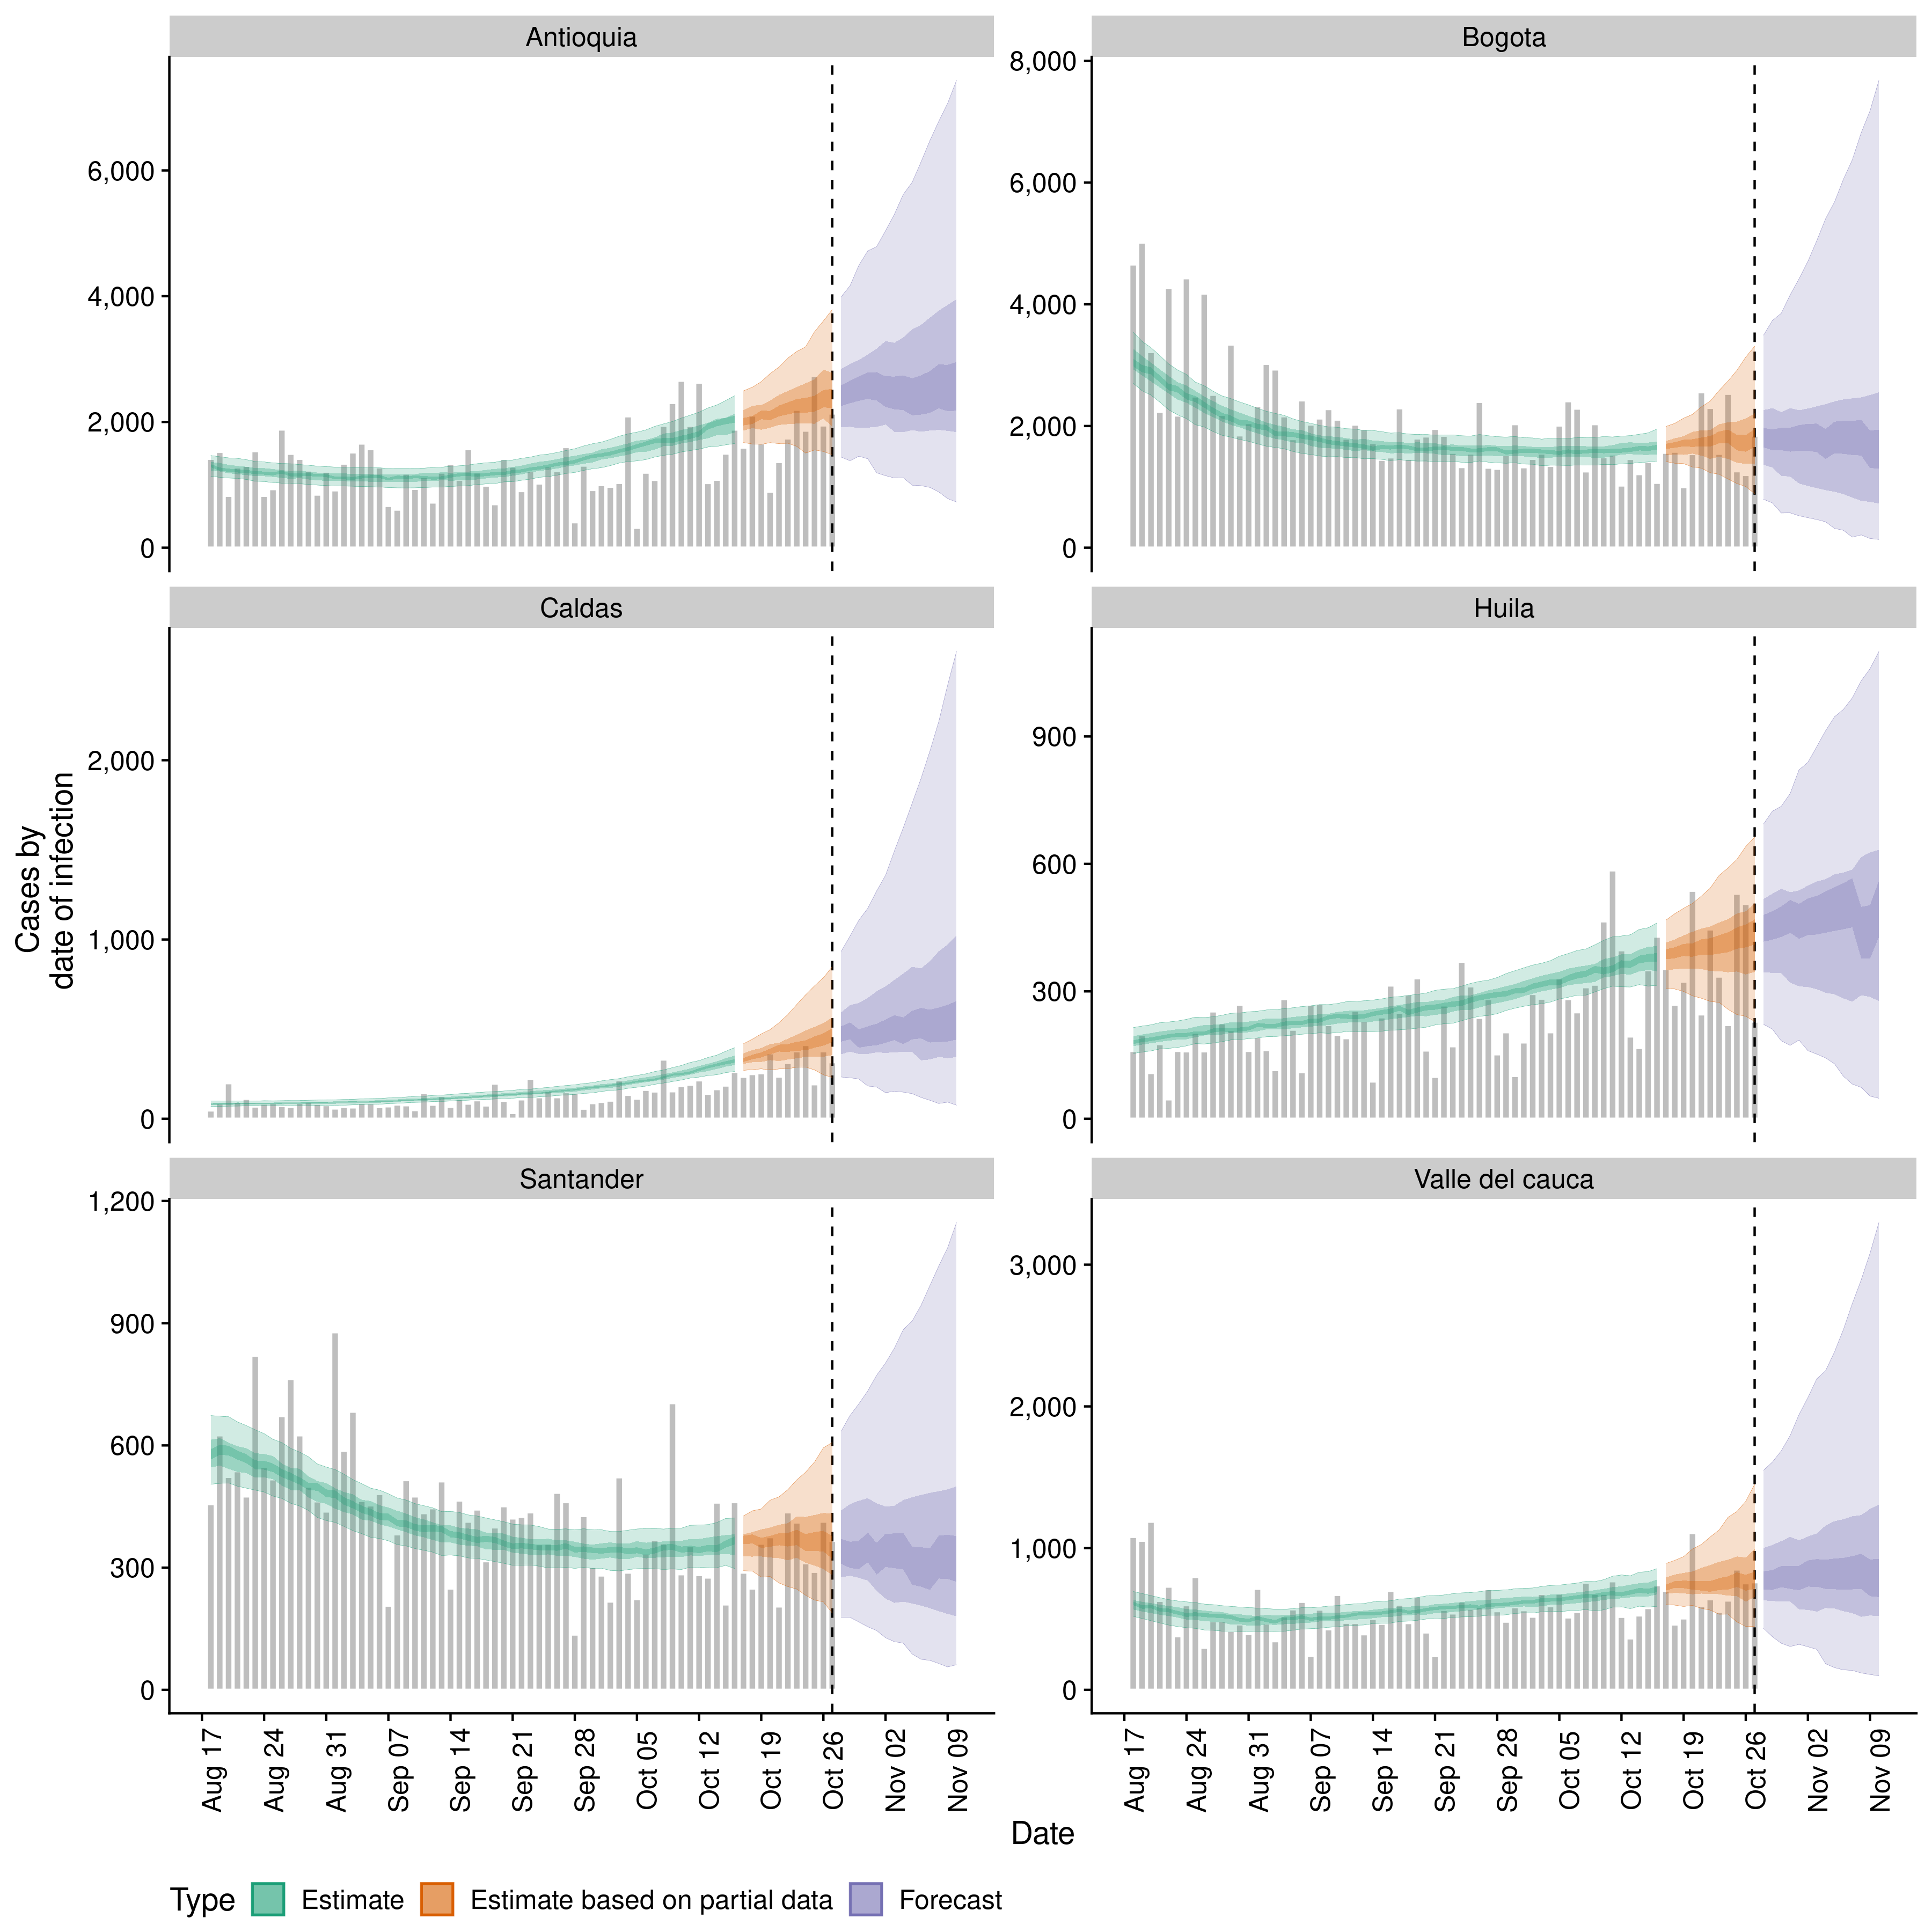 Antioquia
Bogota
6,000
4,000
2,000
0
8,000
6,000
4,000
2,000
0
Caldas
Huila
2,000
1,000
0
900
600
300
0
Santander
Valle del cauca
1,200
900
600
300
0
3,000
2,000
1,000
0
Cases by
date of infection
Aug 17
Aug 24
Aug 31
Sep 07
Sep 14
Sep 21
Sep 28
Oct 05
Oct 12
Oct 19
Oct 26
Nov 02
Nov 09
Aug 17
Aug 24
Aug 31
Sep 07
Sep 14
Sep 21
Sep 28
Oct 05
Oct 12
Oct 19
Oct 26
Nov 02
Nov 09
Date
Type Estimate Estimate based on partial data Forecast